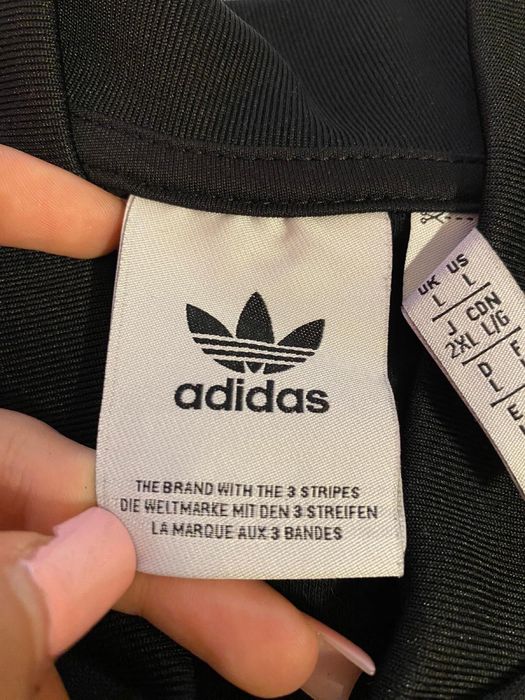 adidas
THE BRAND WITH THE 3 STRIPES
DIE WELTMARKE MIT DEN 3 STREIFEN
LA MARQUE AUX 3 BANDES
UK US
L L
J CDN
2XL L/G
D F
L
E